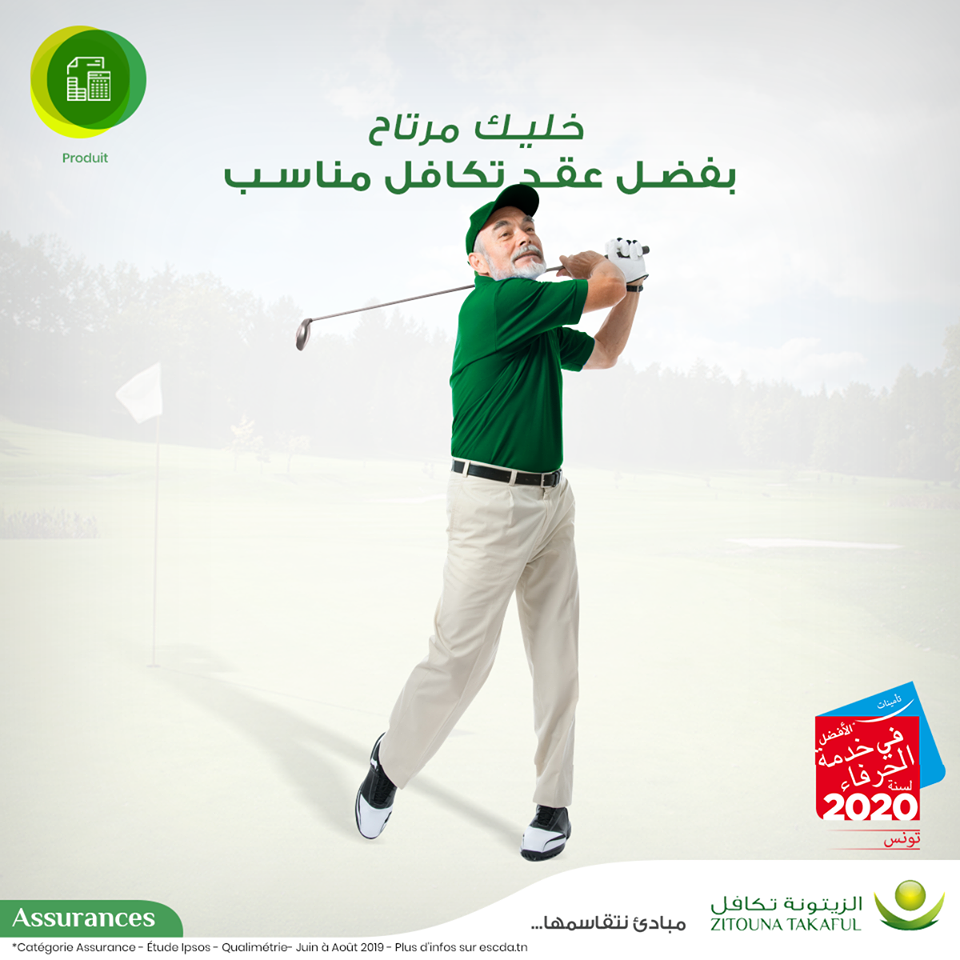 Produit
خليك مرتاح
بفضل عقد تكافل مناسب
تأمينات
الأفضل
في خدمة
الحرفاء
لسنة
2020
تونس
الزيتونة تكافل
ZITOUNA TAKAFUL
مبادئ نتقاسمها...
Assurances
*Catégorie Assurance - Étude Ipsos - Qualimétrie- Juin à Août 2019 - Plus d'infos sur escda.tn